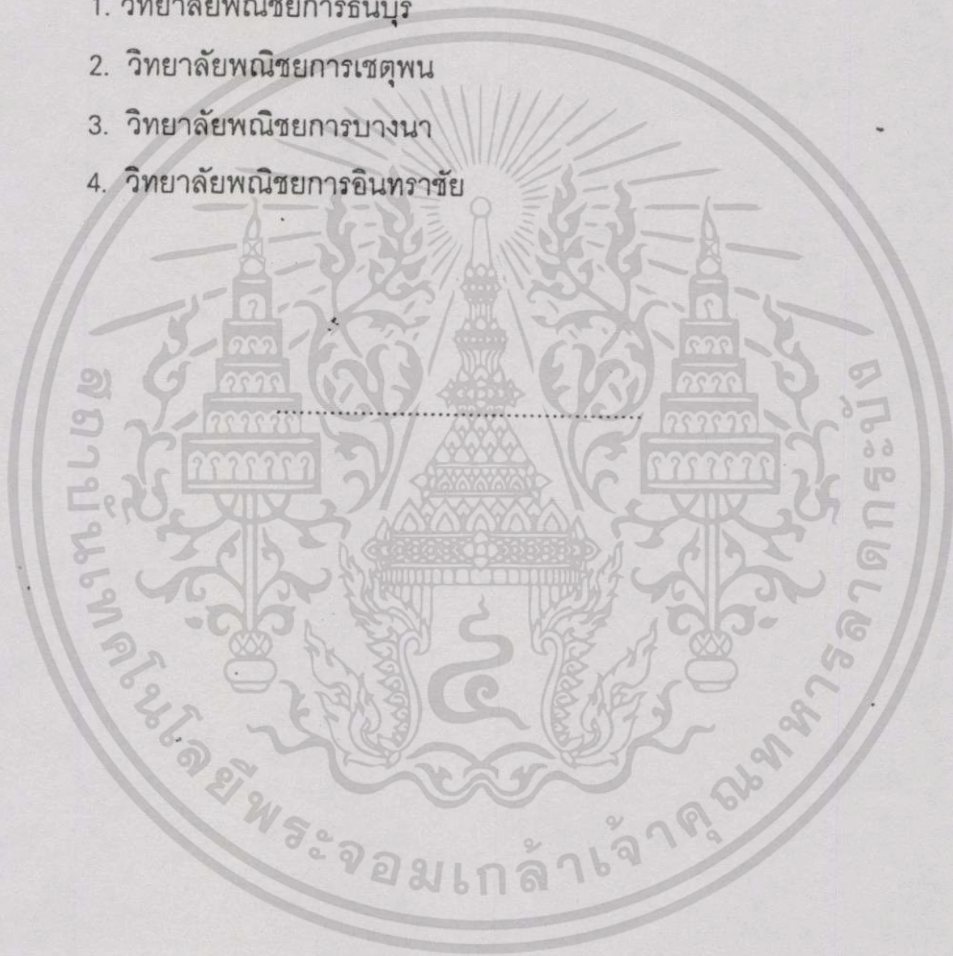 1. วิทยาลัยพณิชยการธนบุรี
2. วิทยาลัยพณิชยการเชตุพน
3. วิทยาลัยพณิชยการบางนา
4. วิทยาลัยพณิชยการอินทราชัย
สถาบันเทคโนโลยีพระจอมเกล้าเจ้าคุณทหารลาดกระบัง
๔